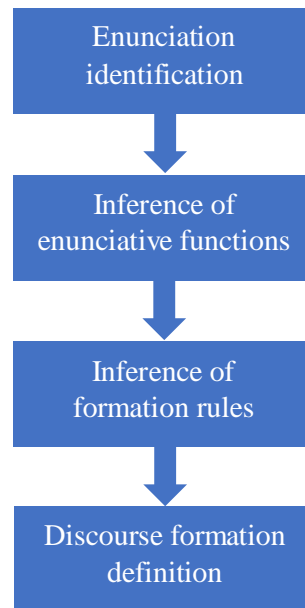 Enunciation
identification
Inference of
enunciative functions
Inference of
formation rules
Discourse formation
definition